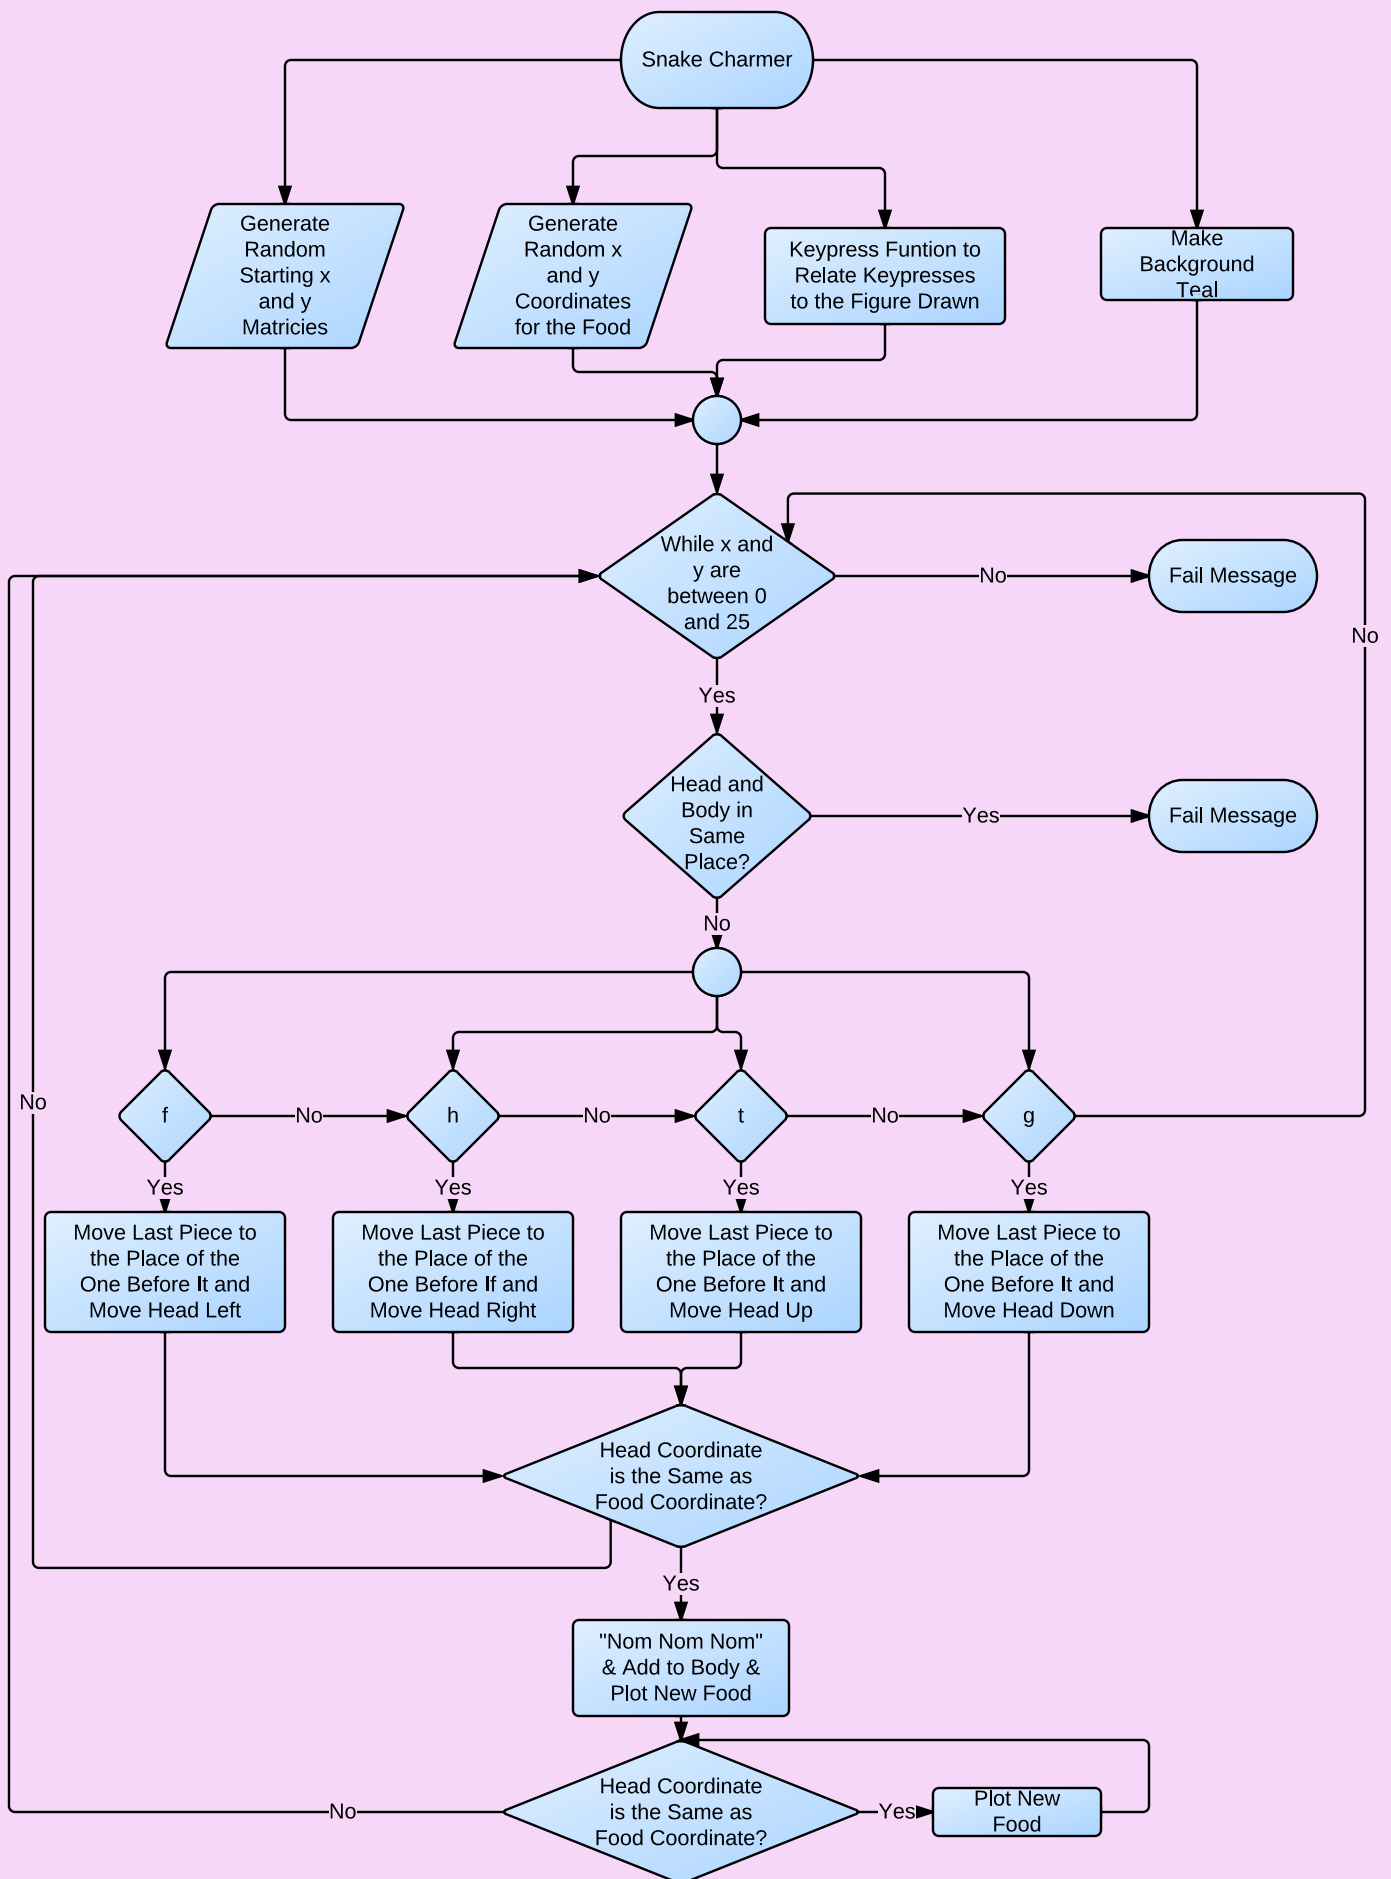 Snake Charmer
Generate
Random
Starting x
and y
Matricies
Generate
Random x
and y
Coordinates
for the Food
Keypress Funtion to
Relate Keypresses
to the Figure Drawn
Make
Background
Teal
While x and
y are
between 0
and 25
No
Fail Message
No
Yes
Head and
Body in
Same
Place?
Yes
Fail Message
No
No
f
No
h
No
t
No
g
Yes
Yes
Yes
Yes
Move Last Piece to
the Place of the
One Before It and
Move Head Left
Move Last Piece to
the Place of the
One Before If and
Move Head Right
Move Last Piece to
the Place of the
One Before It and
Move Head Up
Move Last Piece to
the Place of the
One Before It and
Move Head Down
Head Coordinate
is the Same as
Food Coordinate?
Yes
"Nom Nom Nom"
& Add to Body &
Plot New Food
Head Coordinate
is the Same as
Food Coordinate?
No
Yes
Plot New
Food